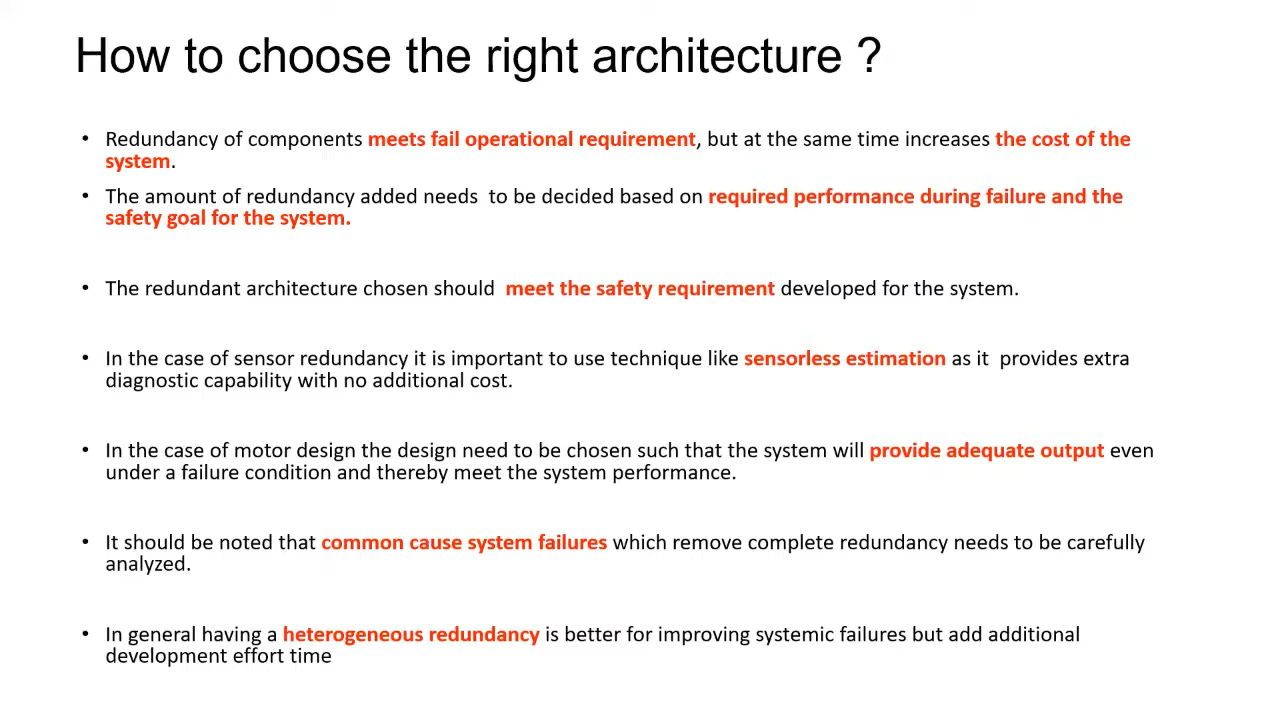 How to choose the right architecture ?
• Redundancy of components meets fail operational requirement, but at the same time increases the cost of the
system.
• The amount of redundancy added needs  to be decided based on required performance during failure and the
safety goal for the system.
• The redundant architecture chosen should  meet the safety requirement developed for the system.
• In the case of sensor redundancy it is important to use technique like sensorless estimation as it  provides extra
diagnostic capability with no additional cost.
• In the case of motor design the design need to be chosen such that the system will provide adequate output even
under a failure condition and thereby meet the system performance.
• It should be noted that common cause system failures which remove complete redundancy needs to be carefully
analyzed.
• In general having a heterogeneous redundancy is better for improving systemic failures but add additional
development effort time